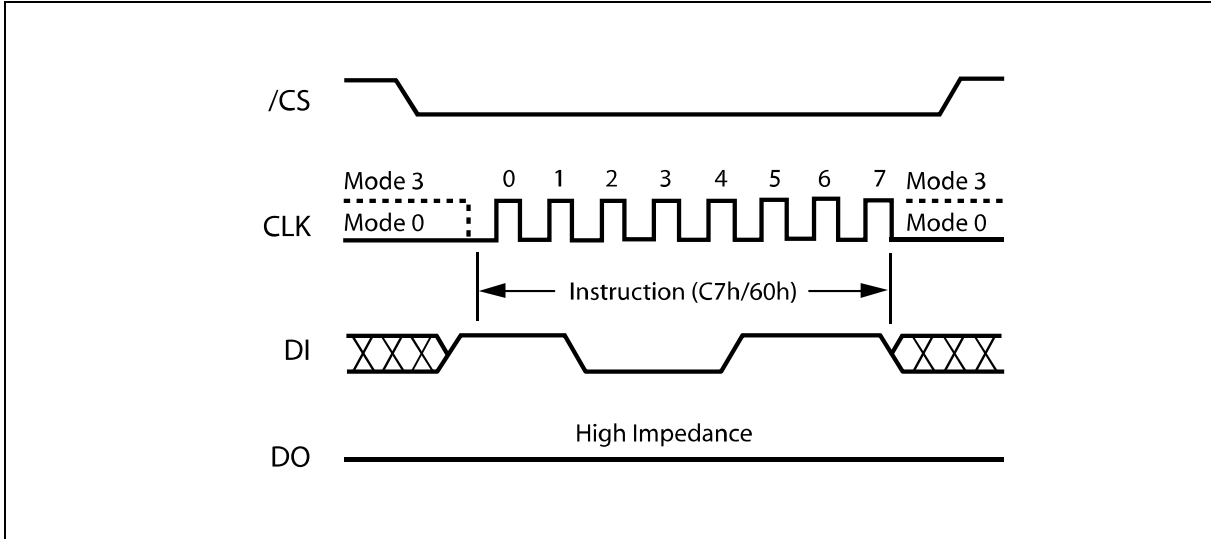 /CS
Mode 3 0 1 2 3 4 5 6 7 Mode 3
CLK Mode 0 Mode 0
Instruction (C7h/60h)
DI
High Impedance
DO